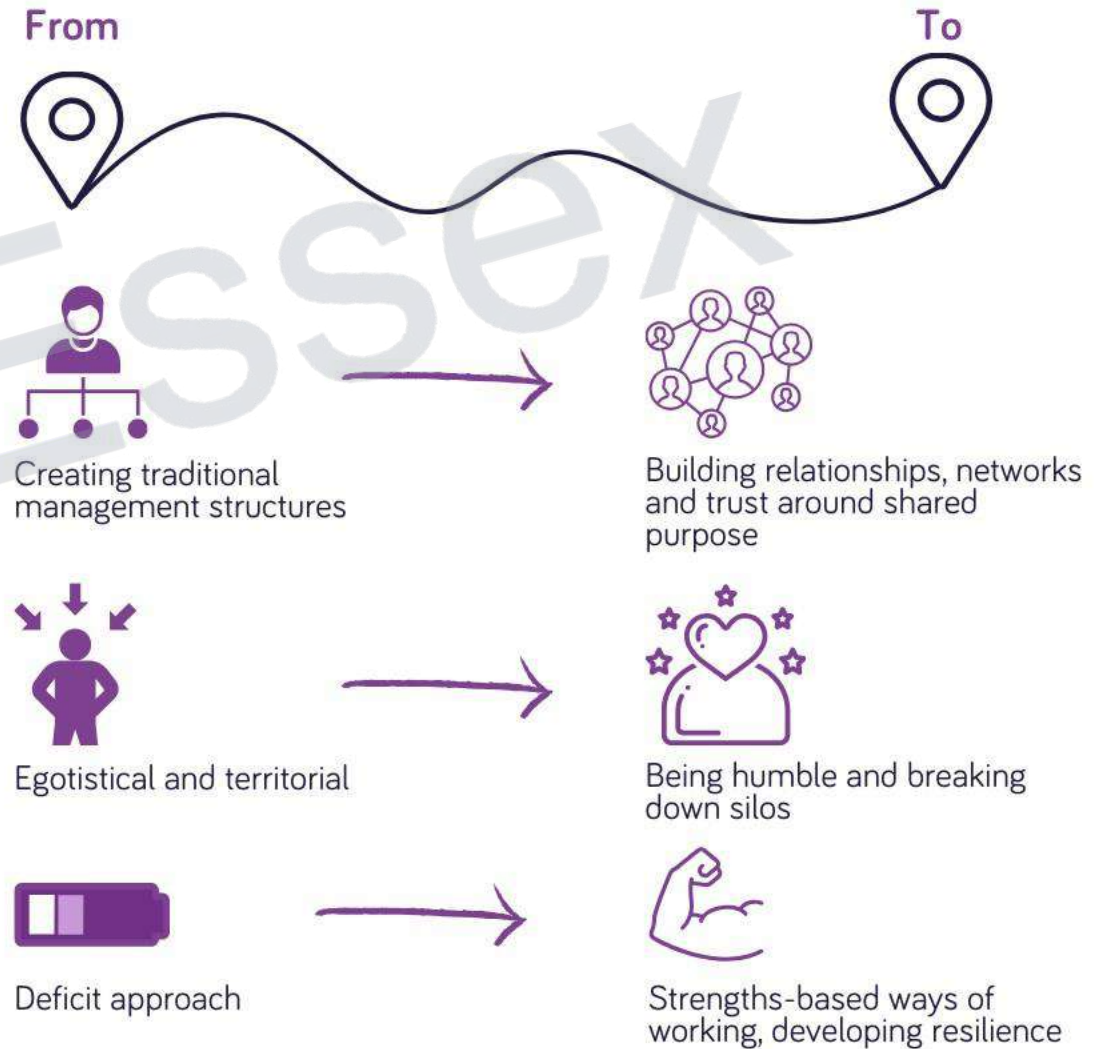 From
To
Essex
Creating traditional
management structures
Building relationships, networks
and trust around shared
purpose
Egotistical and territorial
Being humble and breaking
down silos
Deficit approach
Strengths-based ways of
working, developing resilience